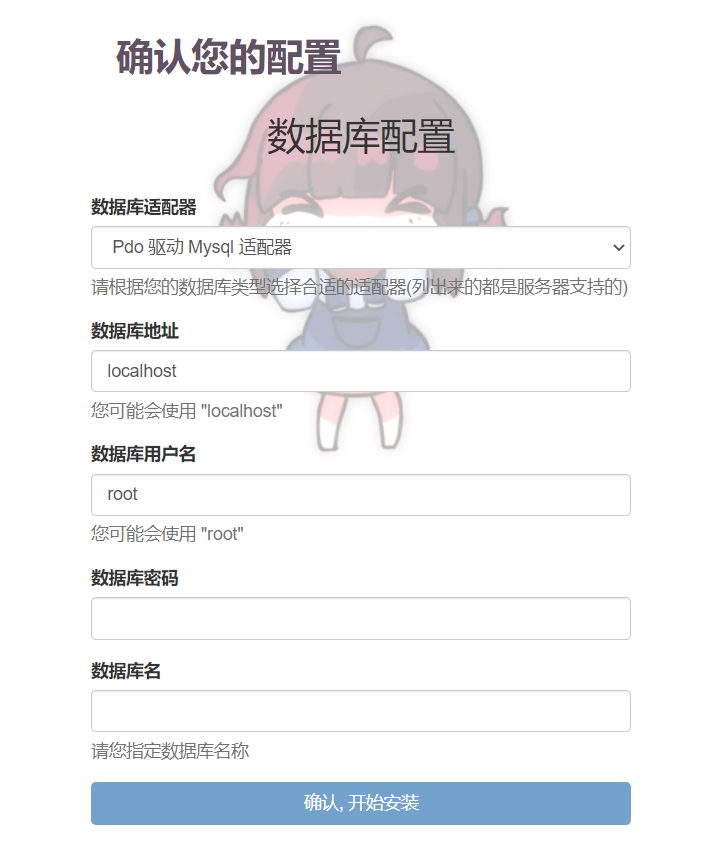 确认您的配置
数据库配置
数据库适配器
Pdo 驱动 Mysql 适配器
请根据您的数据库类型选择合适的适配器(列出来的都是服务器支持的)
数据库地址
localhost
您可能会使用 "localhost"
数据库用户名
root
您可能会使用 "root"
数据库密码
数据库名
请您指定数据库名称
确认, 开始安装